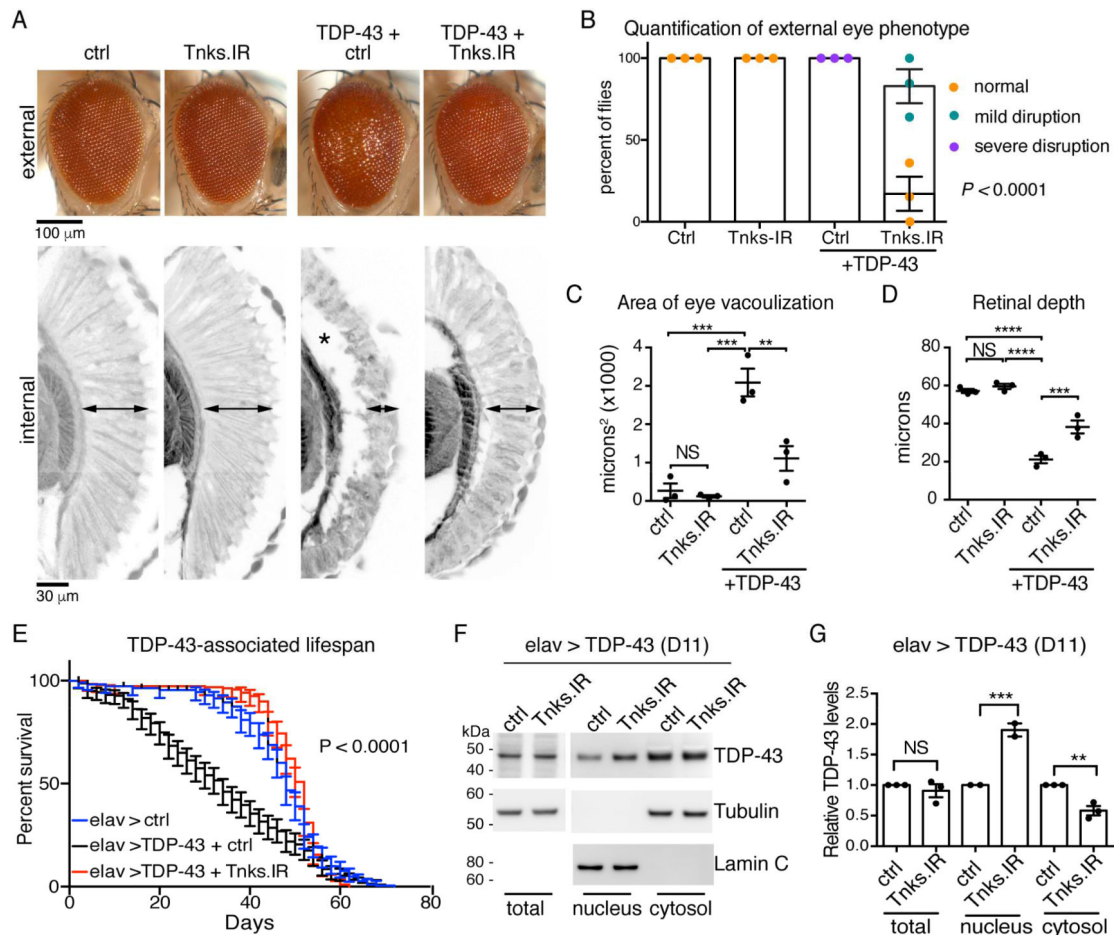 A
ctrl
Tnks.IR
TDP-43 +
ctrl
TDP-43 +
Tnks.IR
external
100 µm
internal
*
30 µm
B
Quantification of external eye phenotype
percent of flies
100
50
0
Ctrl
Tnks-IR
Ctrl
Tnks.IR
+TDP-43
normal
mild diruption
severe disruption
P < 0.0001
C
Area of eye vacoulization
microns² (x1000)
4
2
2
1
0
***
***
**
NS
ctrl
Tnks.IR
ctrl
Tnks.IR
+TDP-43
D
Retinal depth
microns
80
60
40
20
0
****
NS
****
***
ctrl
Tnks.IR
ctrl
Tnks.IR
+TDP-43
E
TDP-43-associated lifespan
Percent survival
100
50
0
P < 0.0001
elav > ctrl
elav >TDP-43 + ctrl
elav >TDP-43 + Tnks.IR
0
20
40
60
80
Days
F
elav > TDP-43 (D11)
ctrl
Tnks.IR
ctrl
Tnks.IR
ctrl
Tnks.IR
kDa
50
40
TDP-43
60
50
Tubulin
80
60
Lamin C
total
nucleus
cytosol
G
elav > TDP-43 (D11)
Relative TDP-43 levels
2.5
2.0
1.5
1.0
0.5
0.0
NS
***
**
ctrl
Tnks.IR
ctrl
Tnks.IR
ctrl
Tnks.IR
total
nucleus
cytosol